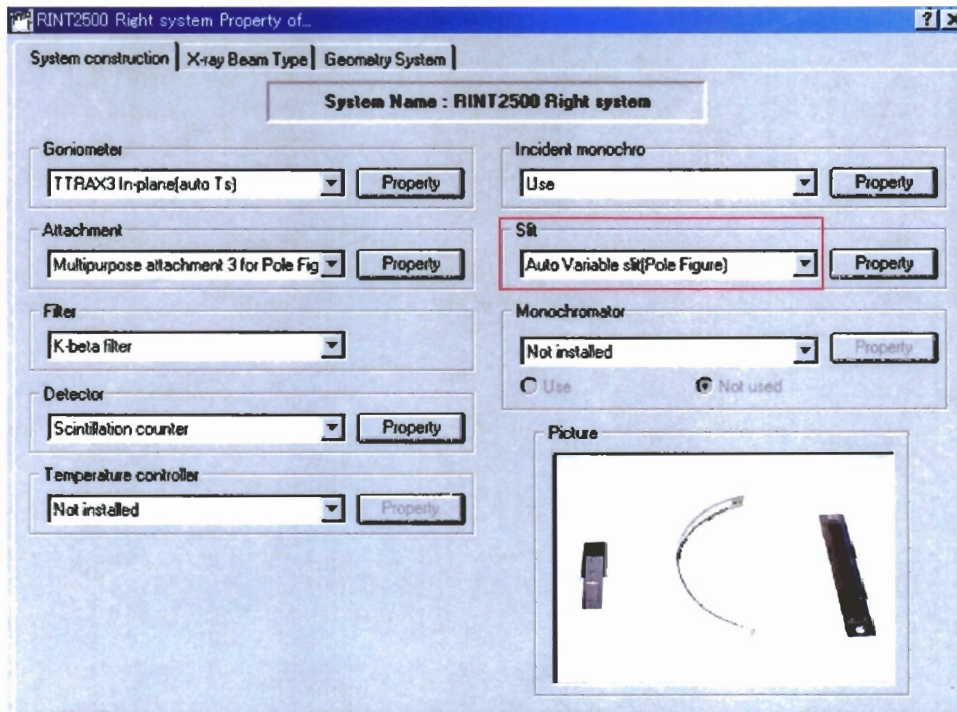 RINT2500 Right system Property of...
System construction X-ray Beam Type Geometry System
System Name : RINT2500 Right system
Goniometer
TTRAX3 In-plane(auto Ts)
Property
Incident monochro
Use
Property
Attachment
Multipurpose attachment 3 for Pole Fig
Property
Slit
Auto Variable slit(Pole Figure)
Property
Filter
K-beta filter
Monochromator
Not installed
Property
Use Not used
Detector
Scintillation counter
Property
Temperature controller
Not installed
Property
Picture